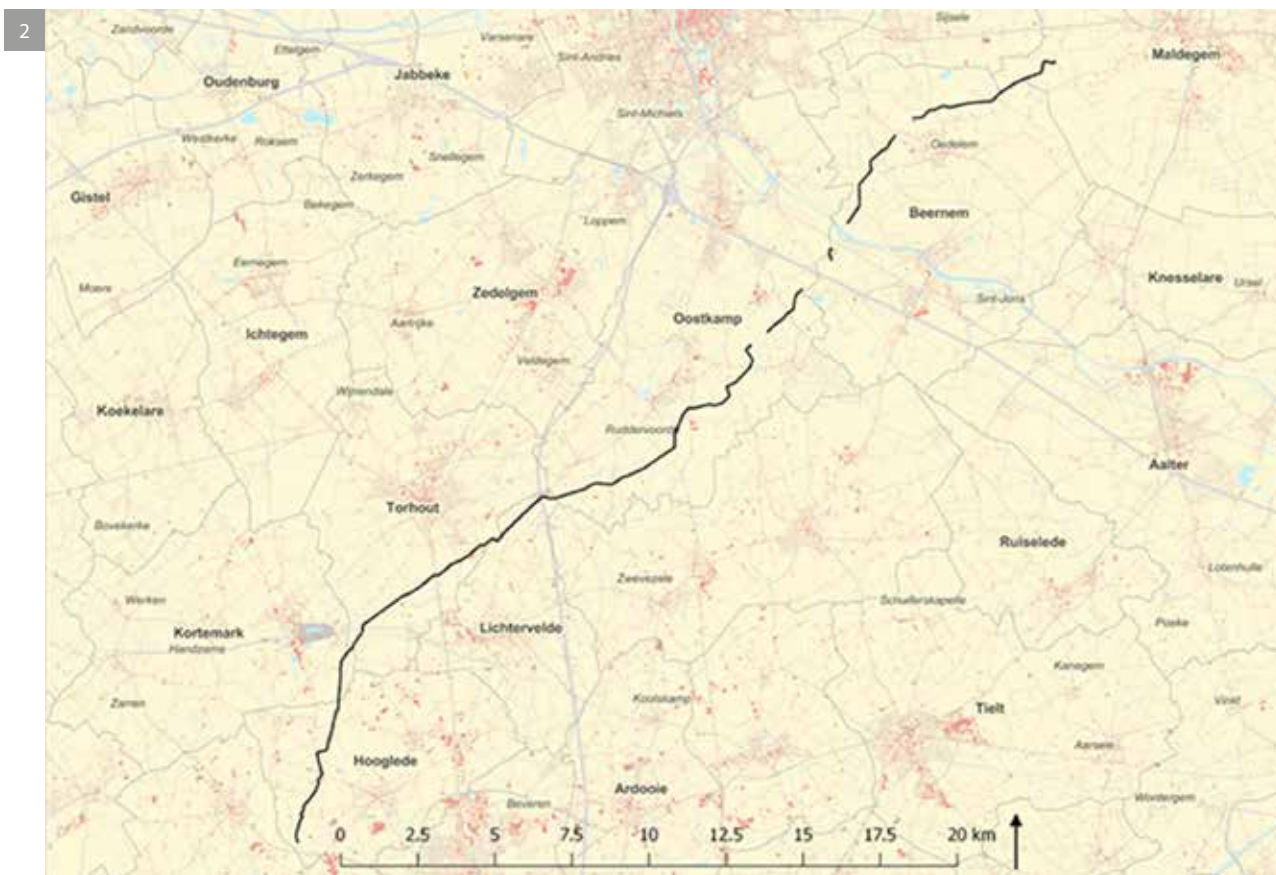 2
Zandvoorde
Ettelgem
Varsenare
Sint-Andries
Sijsele
Maldegem
Oudenburg
Jabbeke
Sint-Michiels
Westkerke
Roksem
Snellegem
Oedelem
Zerkegem
Gistel
Bekegem
Loppem
Beernem
Eernegem
Moere
Zedelgem
Knesselare
Ursel
Sint-Joris
Ichtegem
Aartrijke
Oostkamp
Veldegem
Wijnendale
Koekelare
Ruddervoorde
Aalter
Torhout
Bovekerke
Ruiselede
Zwevezele
Lotenhulle
Werken
Schuiferskapelle
Kortemark
Handzame
Lichtervelde
Poeke
Kanegem
Zarren
Koolskamp
Vinkt
Tielt
Aarsele
Hooglede
Ardooie
Beveren
Wontergem
0 2.5 5 7.5 10 12.5 15 17.5 20 km